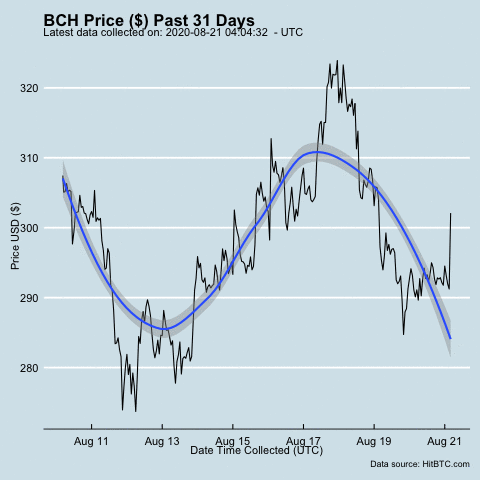 BCH Price ($) Past 31 Days
Latest data collected on: 2020-08-21 04:04:32 - UTC
Price USD ($)
320
310
300
290
280
Aug 11 Aug 13 Aug 15 Aug 17 Aug 19 Aug 21
Date Time Collected (UTC)
Data source: HitBTC.com